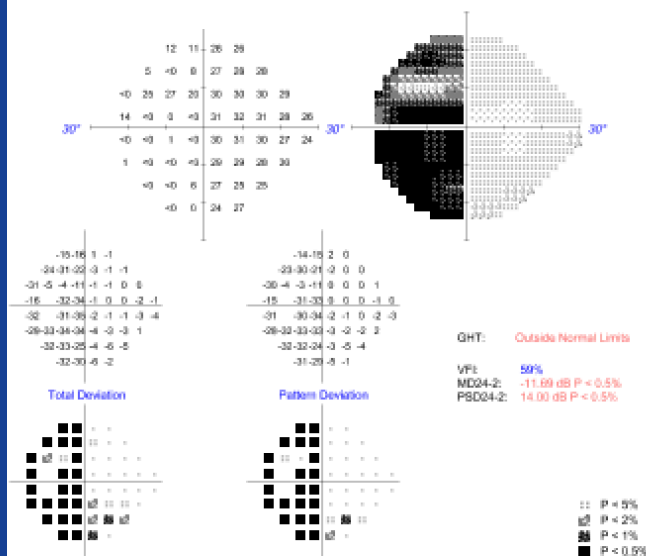 12 11 28 26
5 <0 8 27 28 28
<0 25 27 20 30 30 30 29
14 <0 0 <0 31 32 31 28 26
30° 30° 30°
<0 <0 1 <0 30 31 30 27 24
1 <0 <0 <0 29 29 28 30
<0 <0 6 27 25 25
<0 0 24 27
-15 -16 1 -1
-24 -31 -22 -3 -1 -1
-31 -5 -4 -11 -1 -1 0 0
-16 -32 -34 -1 0 0 -2 -1
-32 -31 -35 -2 -1 -1 -3 -4
-29 -33 -34 -34 -4 -3 -3 1
-32 -33 -25 -4 -6 -5
-32 -30 -6 -2
Total Deviation
-14 -15 2 0
-23 -30 -21 -2 0 0
-30 -4 -3 -11 0 0 0 1
-15 -31 -33 0 0 0 -1 0
-31 -30 -34 -2 -1 0 -2 -3
-28 -32 -33 -33 -3 -2 -2 2
-32 -32 -24 -3 -5 -4
-31 -29 -5 -1
Pattern Deviation
GHT: Outside Normal Limits
VFI: 59%
MD24-2: -11.69 dB P < 0.5%
PSD24-2: 14.00 dB P < 0.5%
P < 5%
P < 2%
P < 1%
P < 0.5%